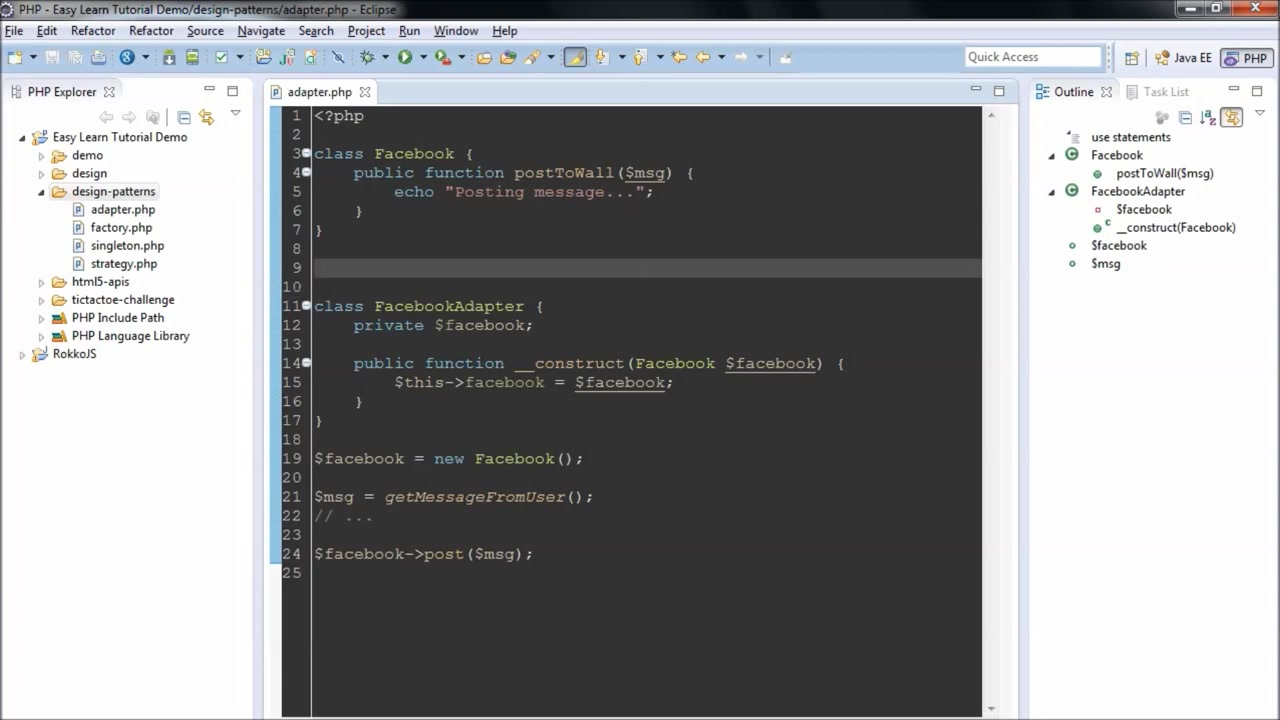 PHP - Easy Learn Tutorial Demo/design-patterns/adapter.php - Eclipse
File Edit Refactor Refactor Source Navigate Search Project Run Window Help
Quick Access
Java EE
PHP
PHP Explorer
Easy Learn Tutorial Demo
demo
design
design-patterns
adapter.php
factory.php
singleton.php
strategy.php
html5-apis
tictactoe-challenge
PHP Include Path
PHP Language Library
RokkoJS
adapter.php
1 <?php
2
3 class Facebook {
4     public function postToWall($msg) {
5         echo "Posting message...";
6     }
7 }
8
9
10
11 class FacebookAdapter {
12     private $facebook;
13
14     public function __construct(Facebook $facebook) {
15         $this->facebook = $facebook;
16     }
17 }
18
19 $facebook = new Facebook();
20
21 $msg = getMessageFromUser();
22 // ...
23
24 $facebook->post($msg);
25
Outline
Task List
use statements
Facebook
postToWall($msg)
FacebookAdapter
$facebook
__construct(Facebook)
$facebook
$msg